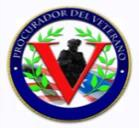 PROCURADOR DEL VETERANO
V